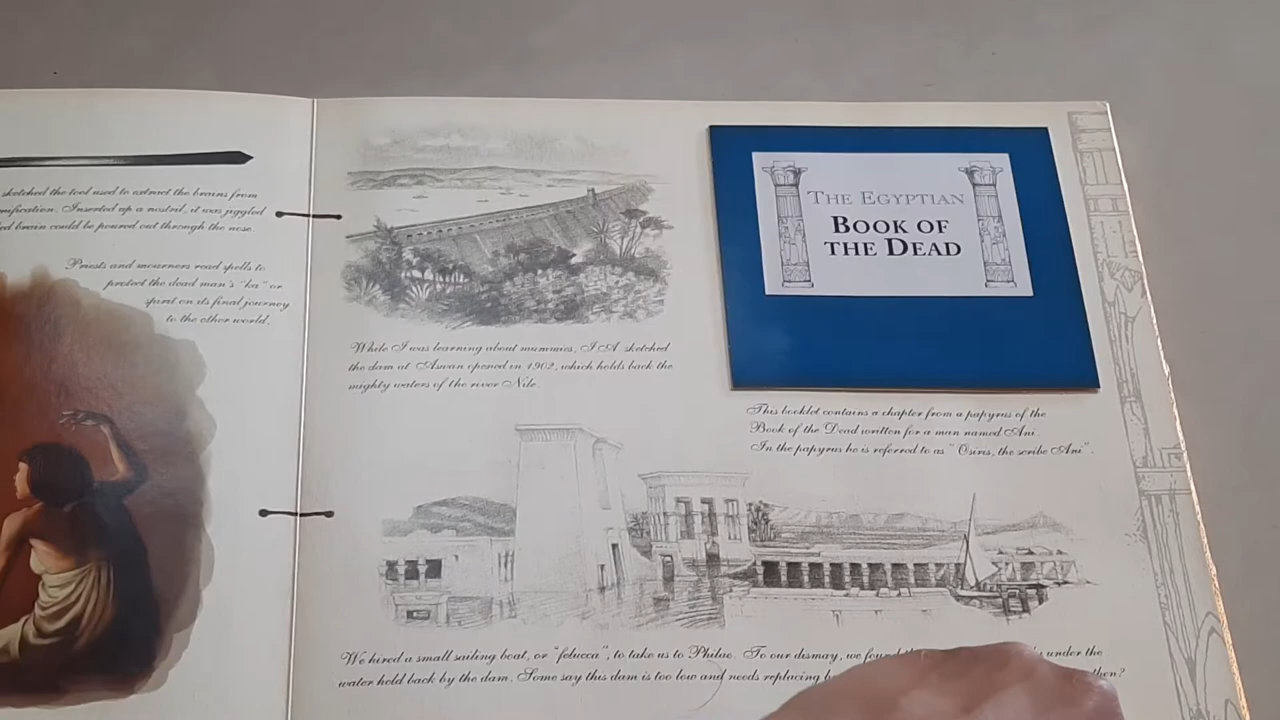 sketched the tool used to extract the brains from
Inserted up a nostril, it was jiggled
brain could be poured out through the nose.
Priests and mourners read spells to
protect the dead man's "ka" or
spirit on its final journey
to the other world.
While I was learning about mummies, J.A. sketched
the dam at Aswan opened in 1902, which holds back the
mighty waters of the river Nile.
THE EGYPTIAN
BOOK OF
THE DEAD
This booklet contains a chapter from a papyrus of the
Book of the Dead written for a man named Ani.
In the papyrus he is referred to as "Osiris, the scribe Ani".
We hired a small sailing boat, or "felucca", to take us to Philae. To our dismay, we found under the
water held back by the dam. Some say this dam is too low and needs replacing then?